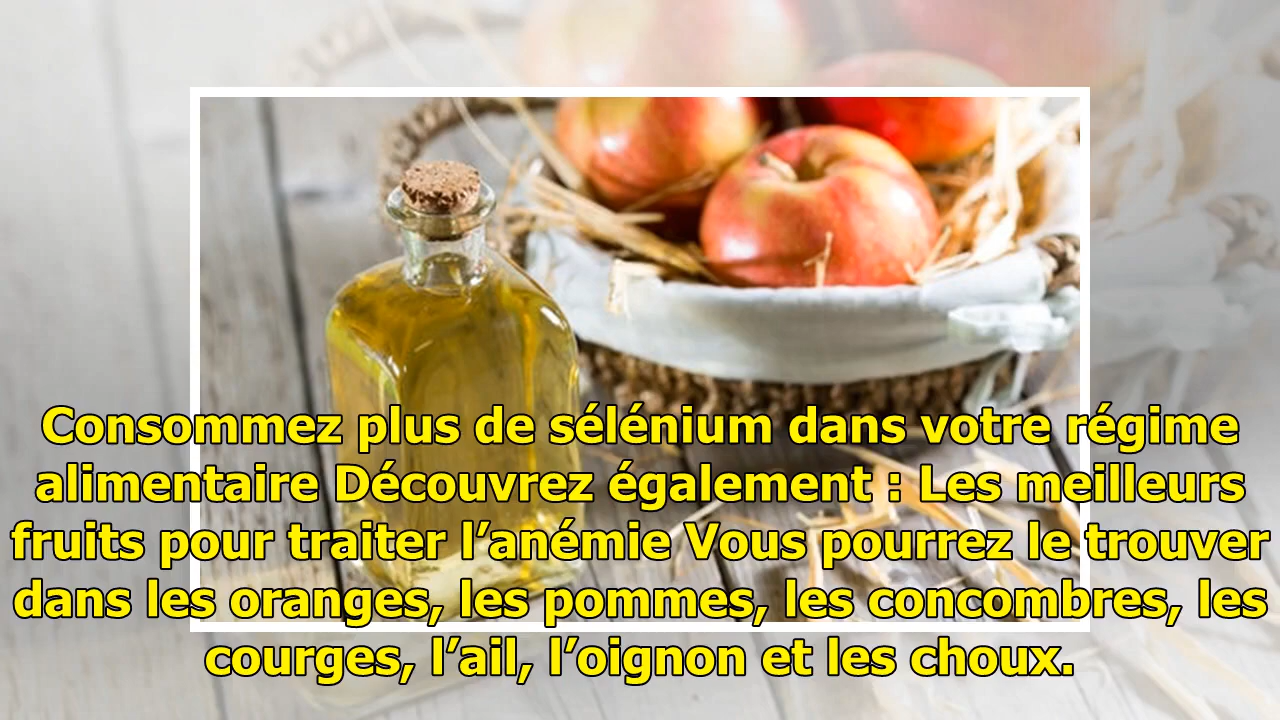 Consommez plus de sélénium dans votre régime
alimentaire Découvrez également : Les meilleurs
fruits pour traiter l’anémie Vous pourrez le trouver
dans les oranges, les pommes, les concombres, les
courges, l’ail, l’oignon et les choux.